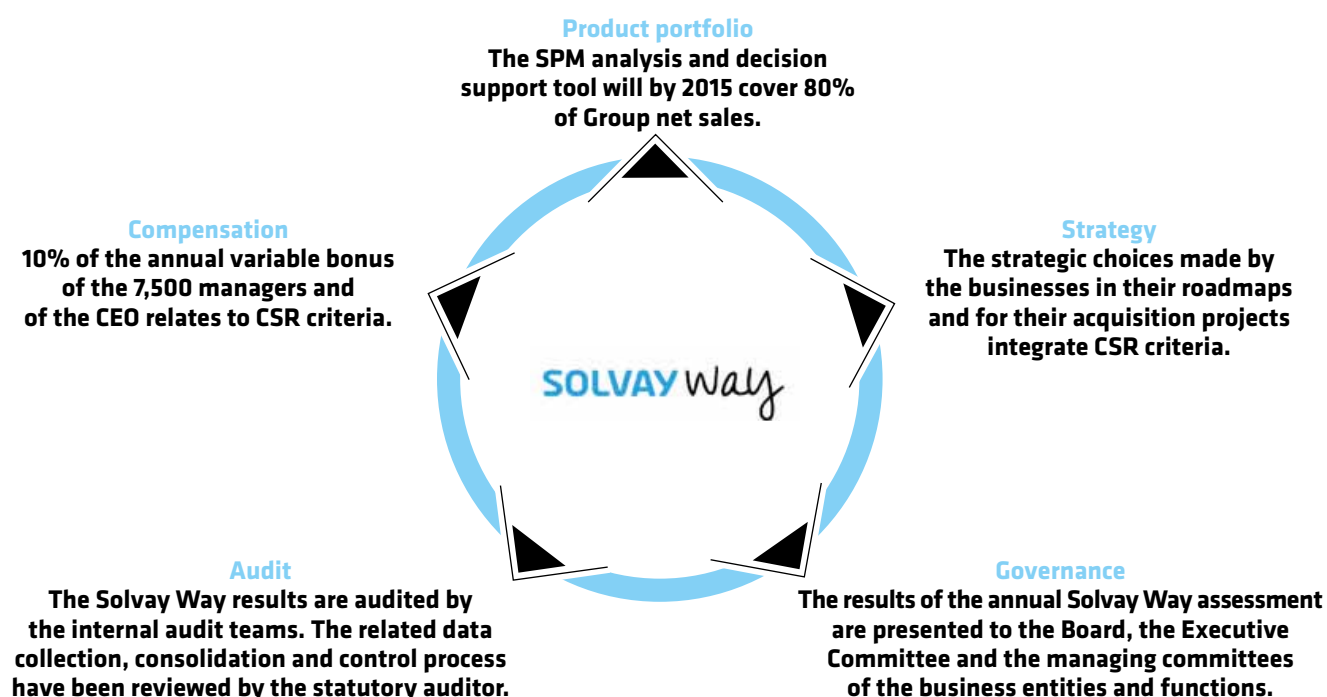 Product portfolio
The SPM analysis and decision
support tool will by 2015 cover 80%
of Group net sales.
Compensation
10% of the annual variable bonus
of the 7,500 managers and
of the CEO relates to CSR criteria.
Strategy
The strategic choices made by
the businesses in their roadmaps
and for their acquisition projects
integrate CSR criteria.
SOLVAY way
Audit
The Solvay Way results are audited by
the internal audit teams. The related data
collection, consolidation and control process
have been reviewed by the statutory auditor.
Governance
The results of the annual Solvay Way assessment
are presented to the Board, the Executive
Committee and the managing committees
of the business entities and functions.